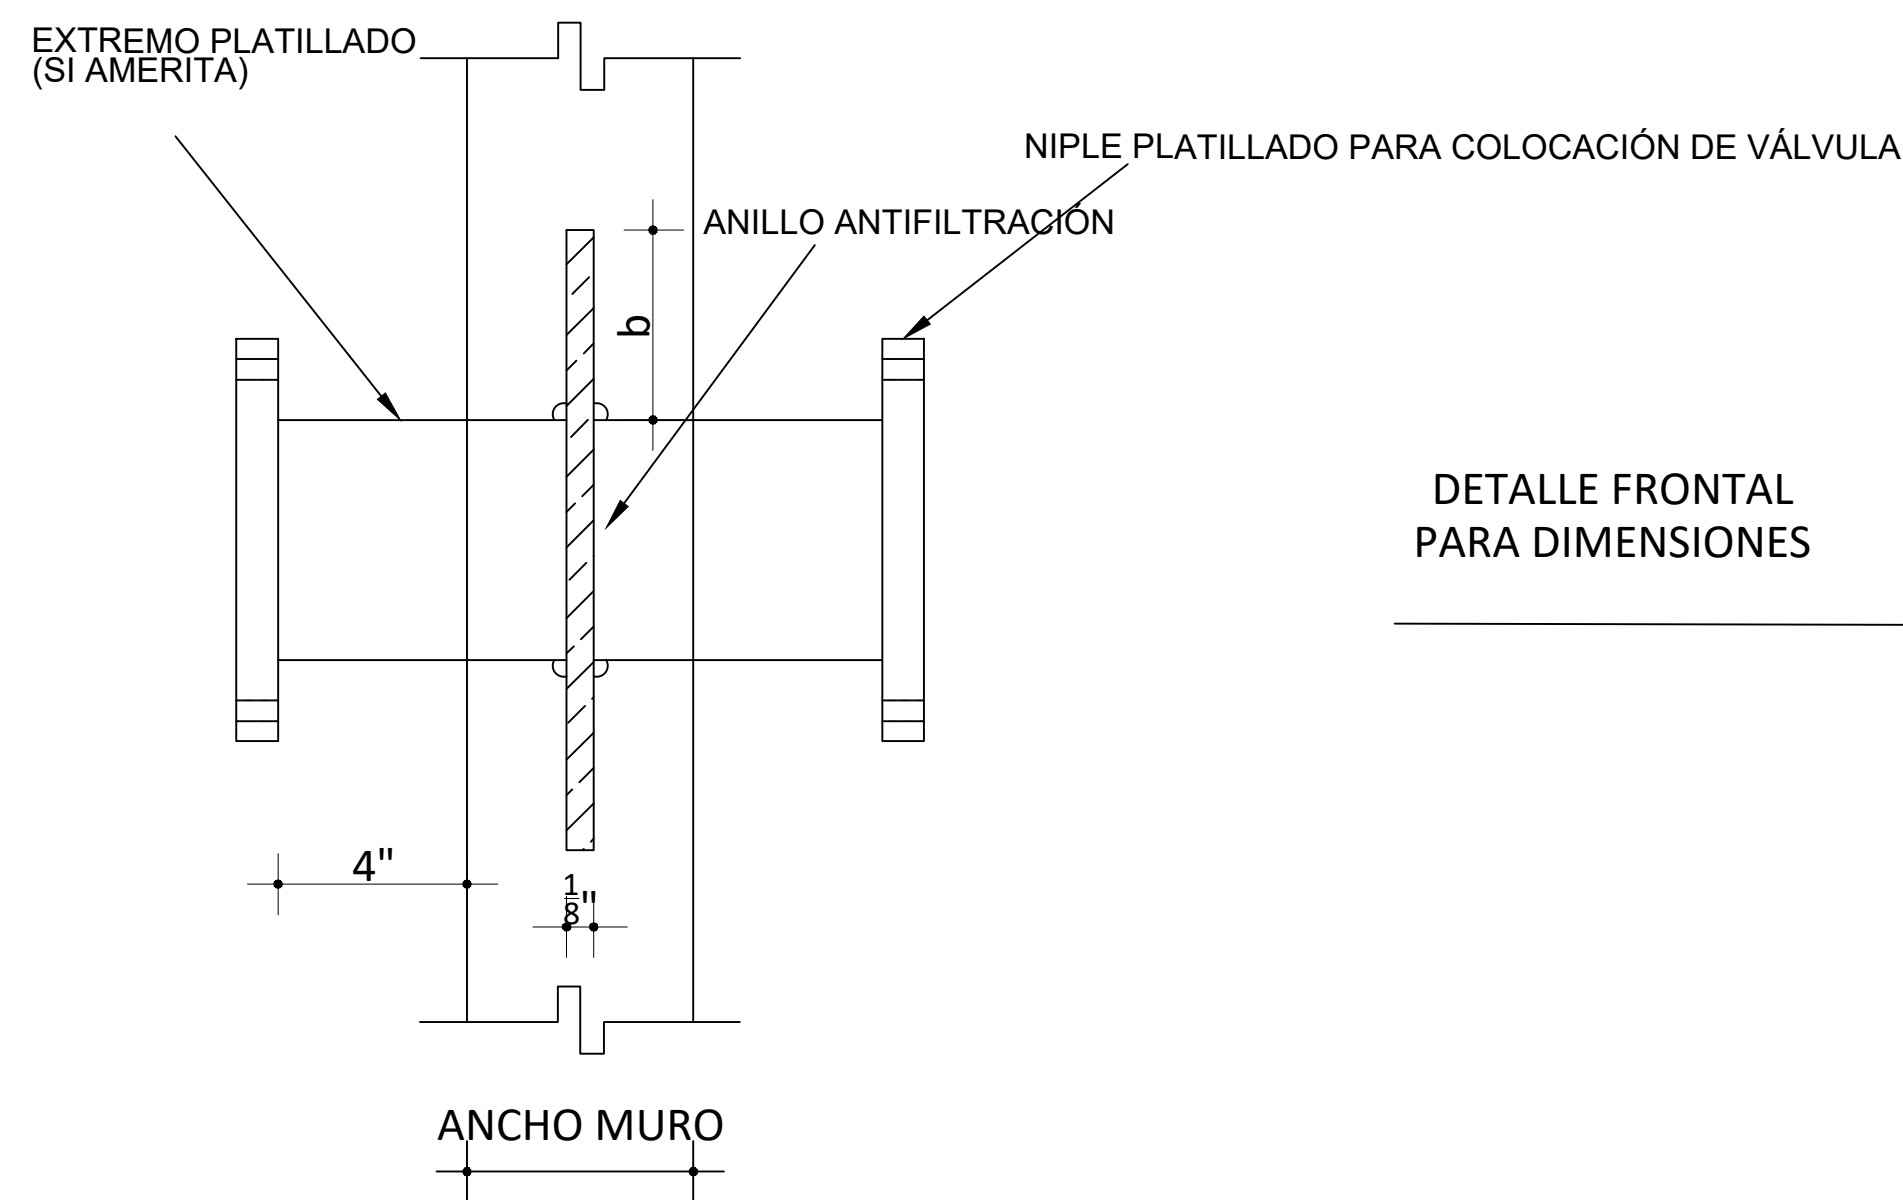 EXTREMO PLATILLADO
(SI AMERITA)
NIPLE PLATILLADO PARA COLOCACIÓN DE VÁLVULA
ANILLO ANTIFILTRACIÓN
b
DETALLE FRONTAL
PARA DIMENSIONES
4"
1/8"
ANCHO MURO